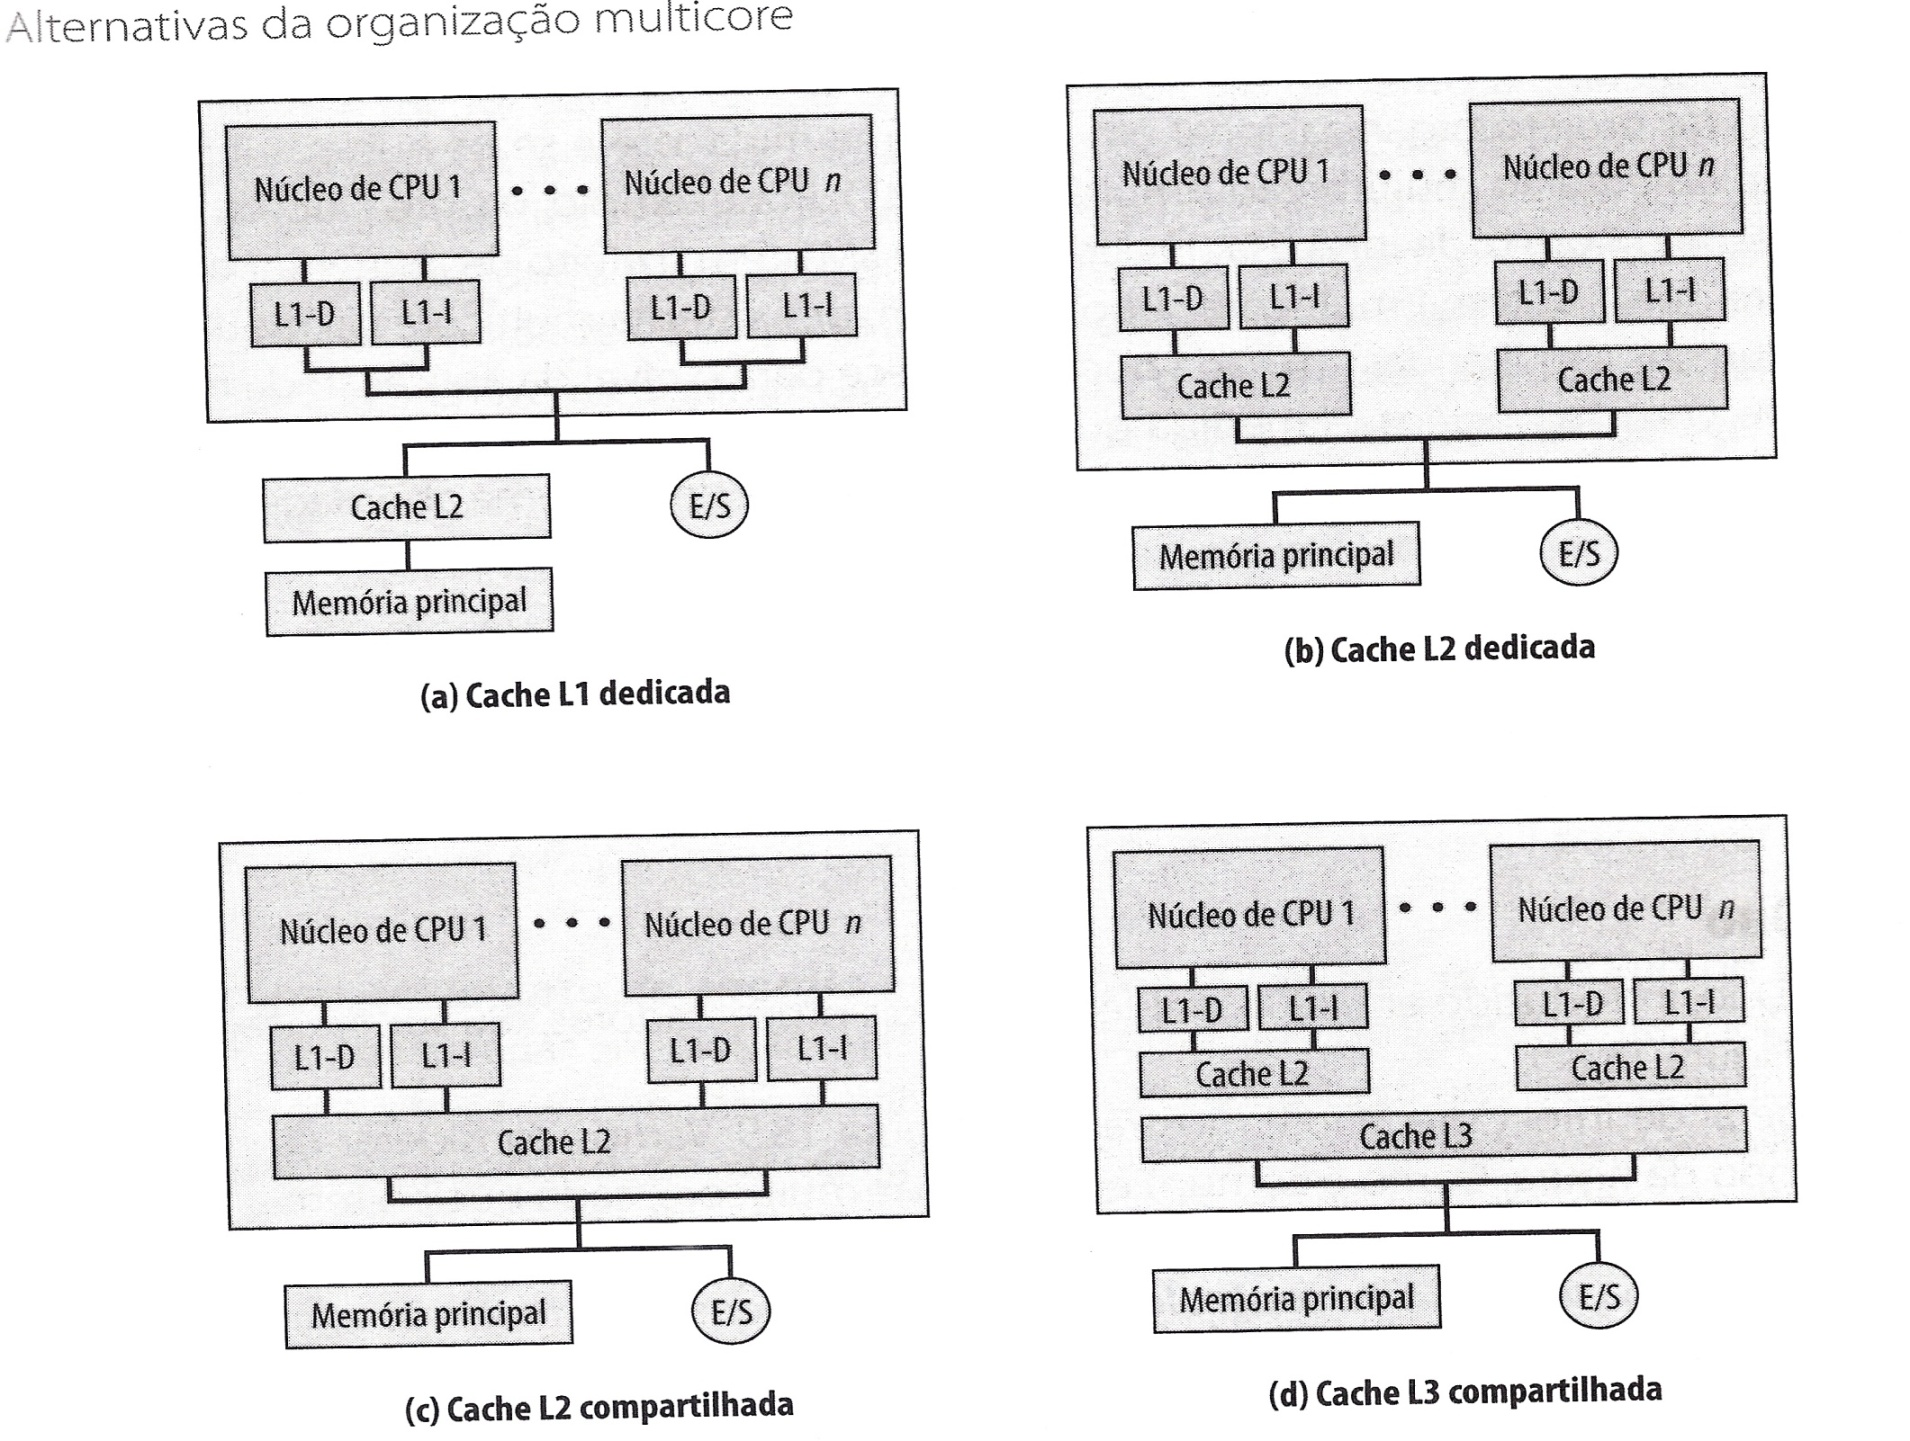 Alternativas da organização multicore
Núcleo de CPU 1
Núcleo de CPU n
L1-D
L1-I
L1-D
L1-I
Cache L2
E/S
Memória principal
(a) Cache L1 dedicada
Núcleo de CPU 1
Núcleo de CPU n
L1-D
L1-I
L1-D
L1-I
Cache L2
Cache L2
Memória principal
E/S
(b) Cache L2 dedicada
Núcleo de CPU 1
Núcleo de CPU n
L1-D
L1-I
L1-D
L1-I
Cache L2
Memória principal
E/S
(c) Cache L2 compartilhada
Núcleo de CPU 1
Núcleo de CPU n
L1-D
L1-I
L1-D
L1-I
Cache L2
Cache L2
Cache L3
Memória principal
E/S
(d) Cache L3 compartilhada